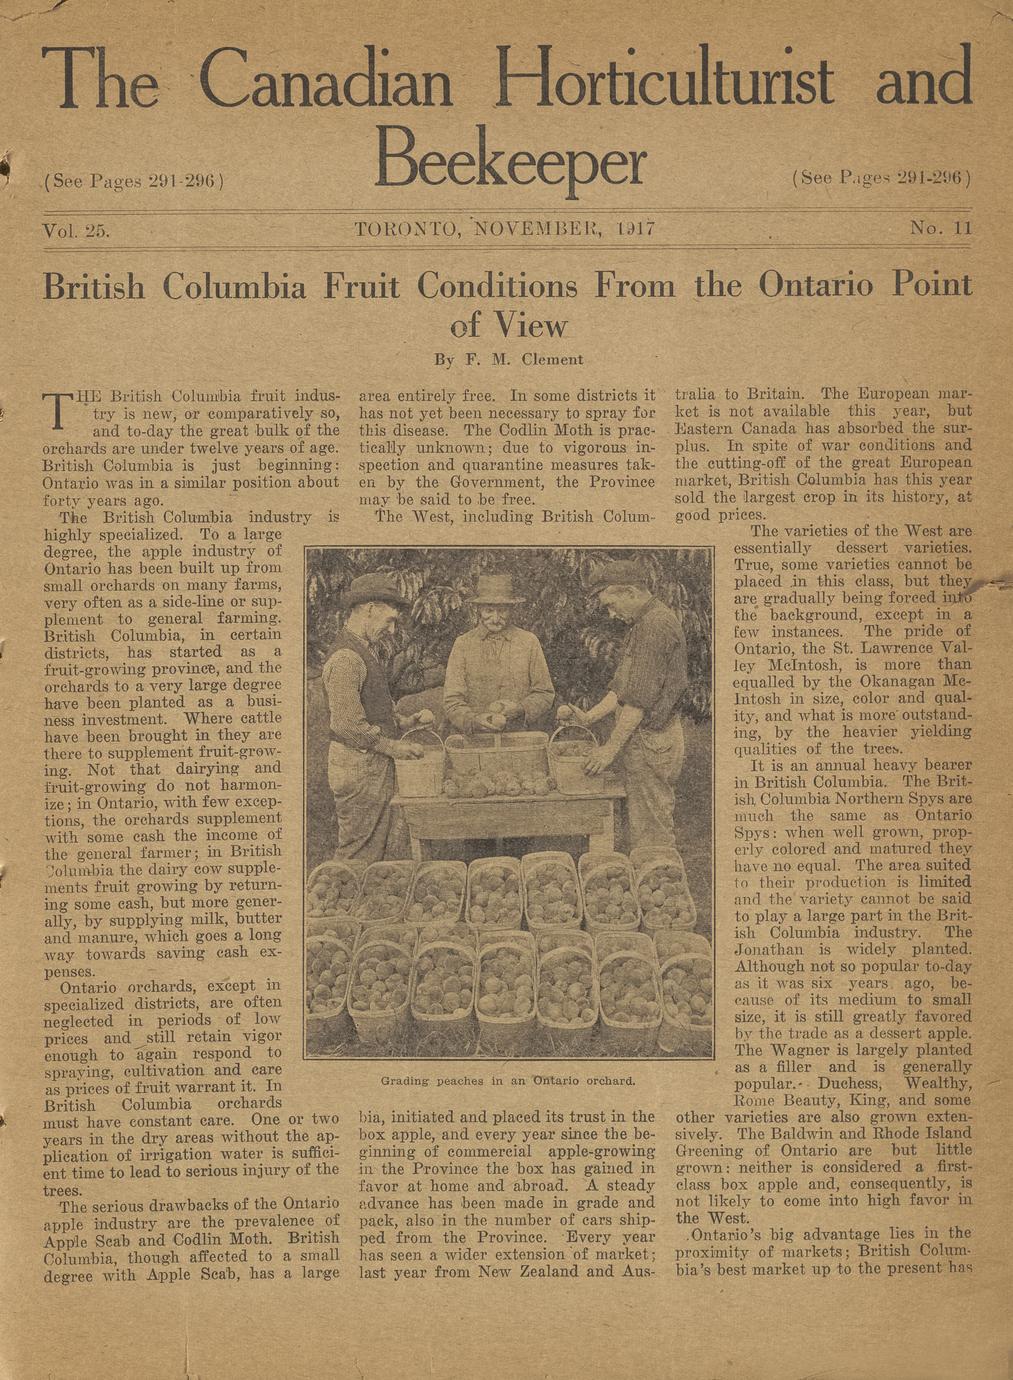 The Canadian Horticulturist and
Beekeeper
(See Pages 291-296)
(See Pages 291-296)
Vol. 25.
TORONTO, NOVEMBER, 1917
No. 11
British Columbia Fruit Conditions From the Ontario Point
of View
By F. M. Clement
THE British Columbia fruit indus-
try is new, or comparatively so,
and to-day the great bulk of the
orchards are under twelve years of age.
British Columbia is just beginning:
Ontario was in a similar position about
forty years ago.
The British Columbia industry is
highly specialized. To a large
degree, the apple industry of
Ontario has been built up from
small orchards on many farms,
very often as a side-line or sup-
plement to general farming.
British Columbia, in certain
districts, has started as a
fruit-growing province, and the
orchards to a very large degree
have been planted as a busi-
ness investment. Where cattle
have been brought in they are
there to supplement fruit-grow-
ing. Not that dairying and
fruit-growing do not harmon-
ize; in Ontario, with few excep-
tions, the orchards supplement
with some cash the income of
the general farmer; in British
Columbia the dairy cow supple-
ments fruit growing by return-
ing some cash, but more gener-
ally, by supplying milk, butter
and manure, which goes a long
way towards saving cash ex-
penses.
Ontario orchards, except in
specialized districts, are often
neglected in periods of low
prices and still retain vigor
enough to again respond to
spraying, cultivation and care
as prices of fruit warrant it. In
British Columbia orchards
must have constant care. One or two
years in the dry areas without the ap-
plication of irrigation water is suffici-
ent time to lead to serious injury of the
trees.
The serious drawbacks of the Ontario
apple industry are the prevalence of
Apple Scab and Codlin Moth. British
Columbia, though affected to a small
degree with Apple Scab, has a large
area entirely free. In some districts it
has not yet been necessary to spray for
this disease. The Codlin Moth is prac-
tically unknown; due to vigorous in-
spection and quarantine measures tak-
en by the Government, the Province
may be said to be free.
The West, including British Colum-
Grading peaches in an Ontario orchard.
bia, initiated and placed its trust in the
box apple, and every year since the be-
ginning of commercial apple-growing
in the Province the box has gained in
favor at home and abroad. A steady
advance has been made in grade and
pack, also in the number of cars ship-
ped from the Province. Every year
has seen a wider extension of market;
last year from New Zealand and Aus-
tralia to Britain. The European mar-
ket is not available this year, but
Eastern Canada has absorbed the sur-
plus. In spite of war conditions and
the cutting-off of the great European
market, British Columbia has this year
sold the largest crop in its history, at
good prices.
The varieties of the West are
essentially dessert varieties.
True, some varieties cannot be
placed in this class, but they
are gradually being forced into
the background, except in a
few instances. The pride of
Ontario, the St. Lawrence Val-
ley McIntosh, is more than
equalled by the Okanagan Mc-
Intosh in size, color and qual-
ity, and what is more outstand-
ing, by the heavier yielding
qualities of the trees.
It is an annual heavy bearer
in British Columbia. The Brit-
ish Columbia Northern Spys are
much the same as Ontario
Spys: when well grown, prop-
erly colored and matured they
have no equal. The area suited
to their production is limited
and the variety cannot be said
to play a large part in the Brit-
ish Columbia industry. The
Jonathan is widely planted.
Although not so popular to-day
as it was six years ago, be-
cause of its medium to small
size, it is still greatly favored
by the trade as a dessert apple.
The Wagner is largely planted
as a filler and is generally
popular. Duchess, Wealthy,
Rome Beauty, King, and some
other varieties are also grown exten-
sively. The Baldwin and Rhode Island
Greening of Ontario are but little
grown: neither is considered a first-
class box apple and, consequently, is
not likely to come into high favor in
the West.
Ontario's big advantage lies in the
proximity of markets; British Colum-
bia's best market up to the present has